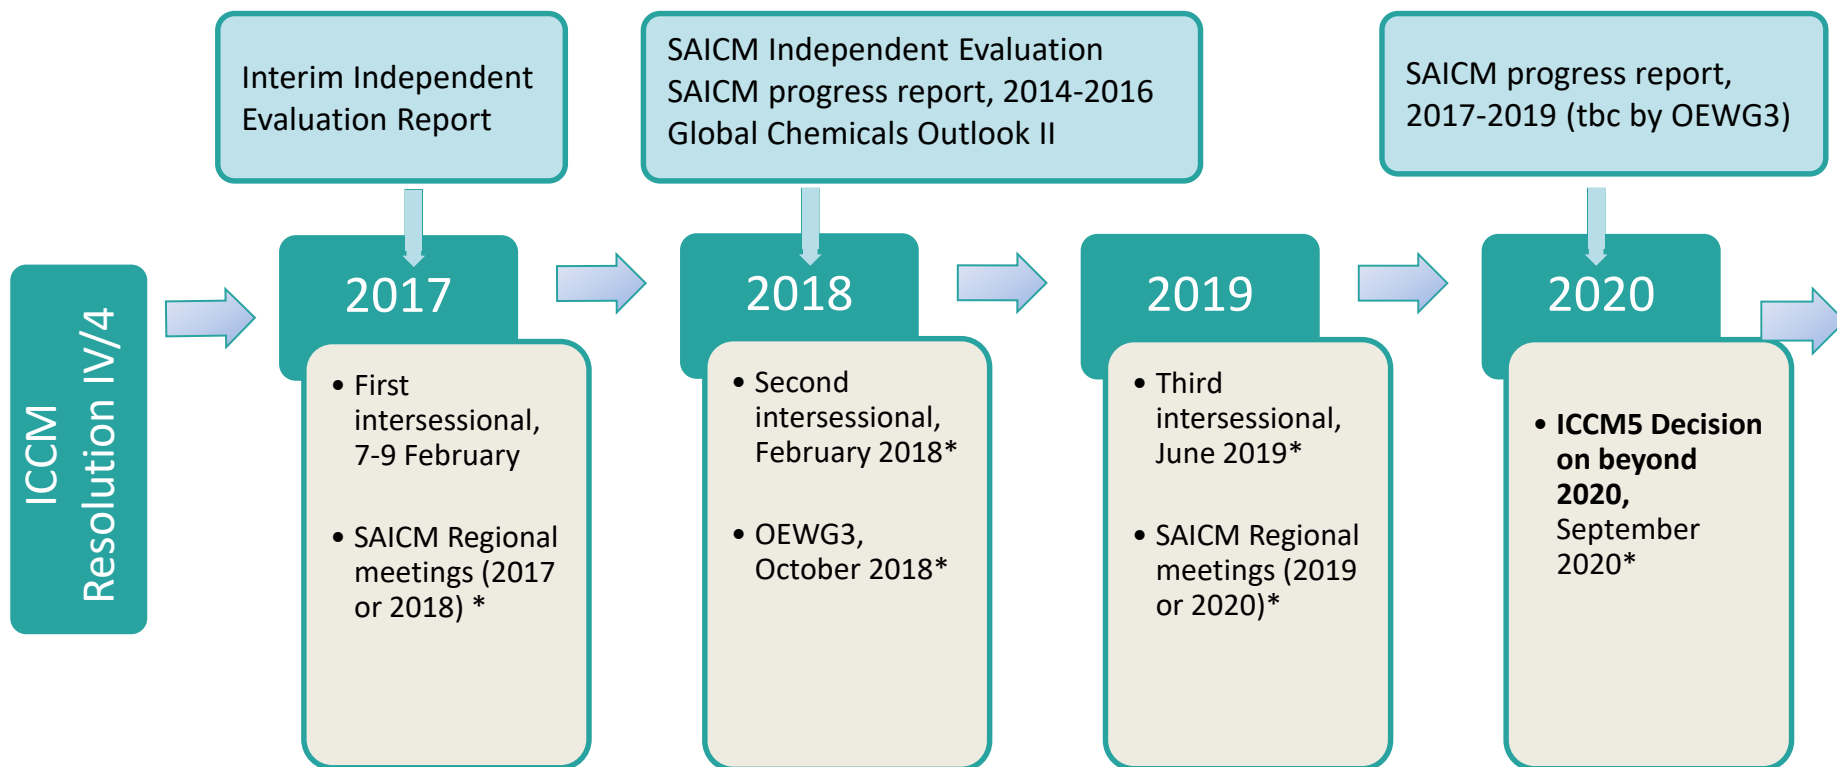 Interim Independent
Evaluation Report
SAICM Independent Evaluation
SAICM progress report, 2014-2016
Global Chemicals Outlook II
SAICM progress report,
2017-2019 (tbc by OEWG3)
ICCM
Resolution IV/4
2017
• First
intersessional,
7-9 February
• SAICM Regional
meetings (2017
or 2018) *
2018
• Second
intersessional,
February 2018*
• OEWG3,
October 2018*
2019
• Third
intersessional,
June 2019*
• SAICM Regional
meetings (2019
or 2020)*
2020
• ICCM5 Decision
on beyond
2020,
September
2020*